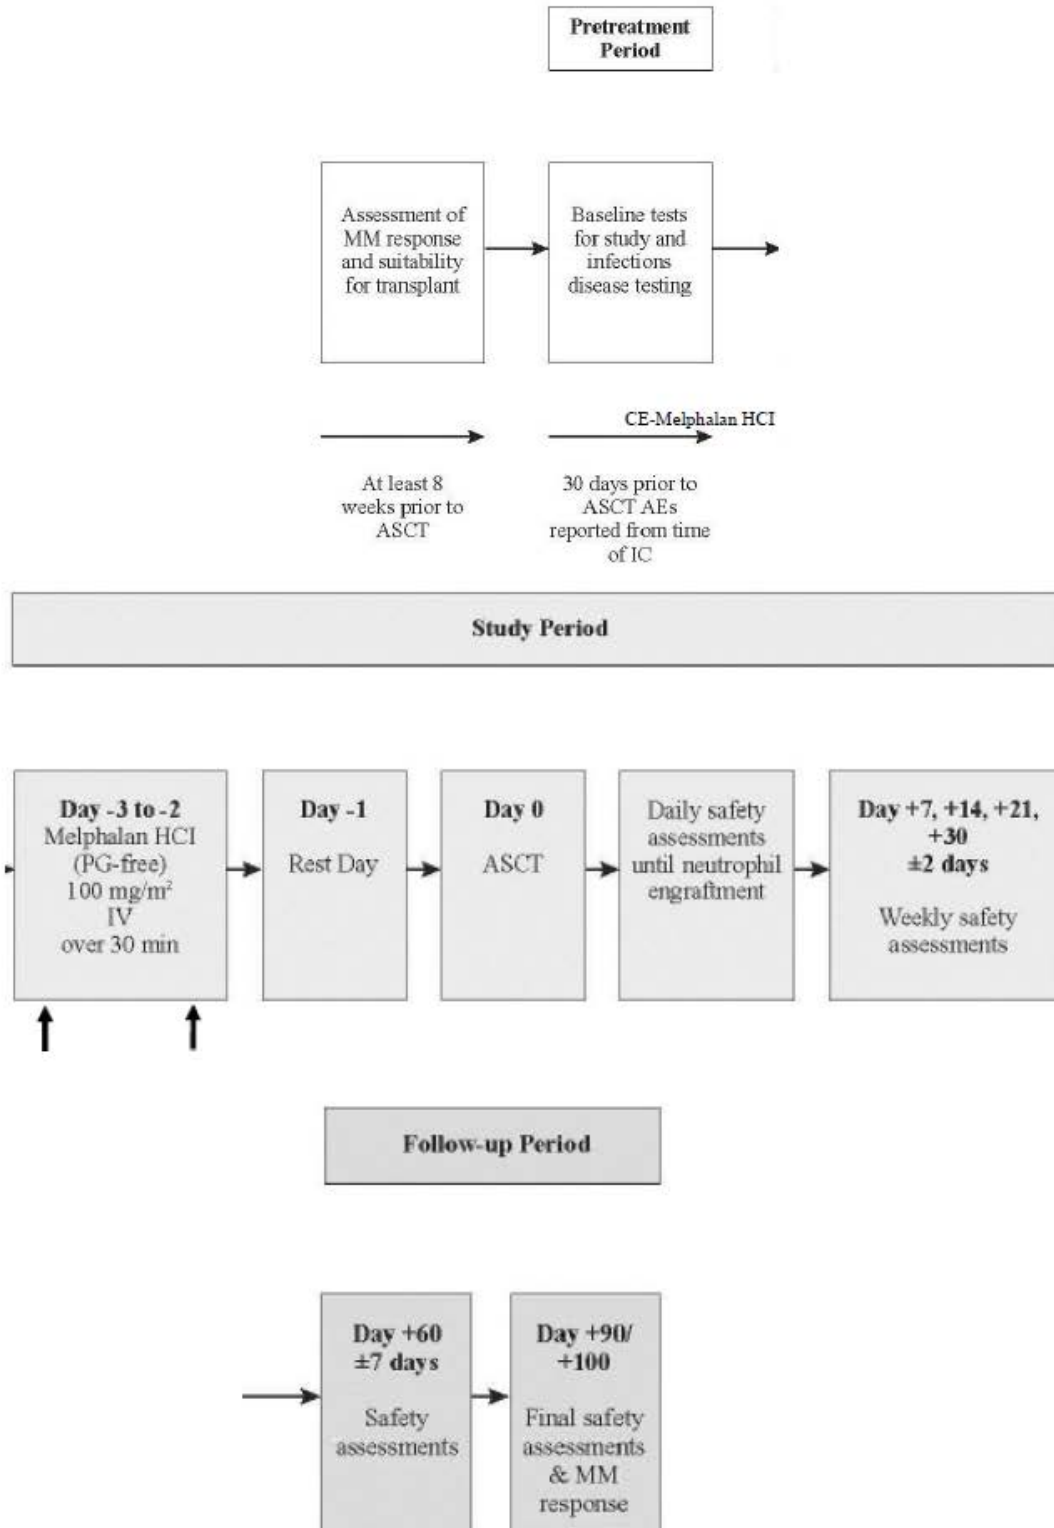 Pretreatment
Period
Assessment of
MM response
and suitability
for transplant
Baseline tests
for study and
infections
disease testing
CE-Melphalan HCI
At least 8
weeks prior to
ASCT
30 days prior to
ASCT AEs
reported from time
of IC
Study Period
Day -3 to -2
Melphalan HCI
(PG-free)
100 mg/m²
IV
over 30 min
Day -1
Rest Day
Day 0
ASCT
Daily safety
assessments
until neutrophil
engraftment
Day +7, +14, +21,
+30
±2 days
Weekly safety
assessments
Follow-up Period
Day +60
±7 days
Safety
assessments
Day +90/
+100
Final safety
assessments
& MM
response